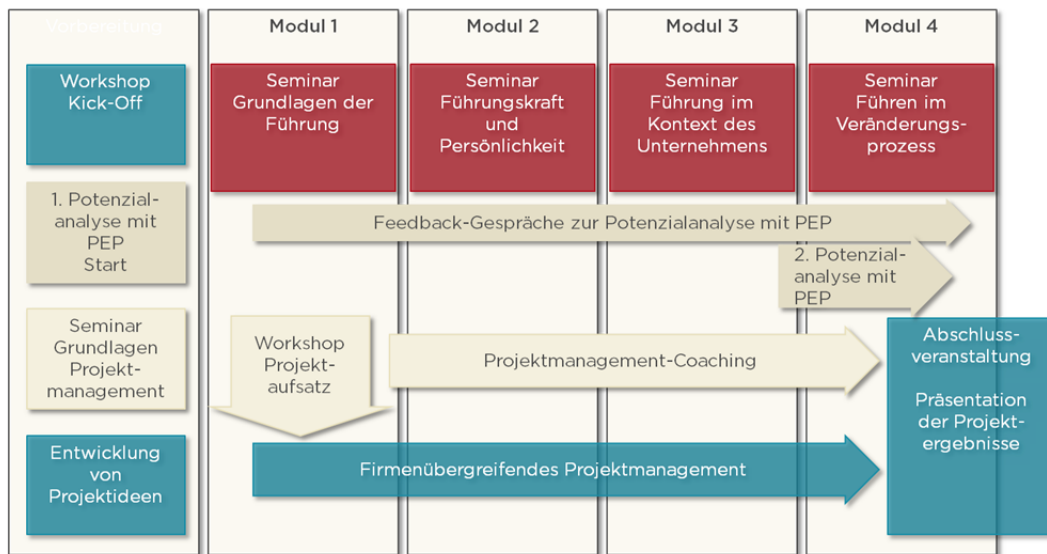 Vorbereitung
Modul 1
Modul 2
Modul 3
Modul 4
Workshop
Kick-Off
Seminar
Grundlagen der
Führung
Seminar
Führungskraft
und
Persönlichkeit
Seminar
Führung im
Kontext des
Unternehmens
Seminar
Führen im
Veränderungs-
prozess
1. Potenzial-
analyse mit
PEP
Start
Feedback-Gespräche zur Potenzialanalyse mit PEP
2. Potenzial-
analyse mit
PEP
Seminar
Grundlagen
Projekt-
management
Workshop
Projekt-
aufsatz
Projektmanagement-Coaching
Abschluss-
veranstaltung
Präsentation
der Projekt-
ergebnisse
Entwicklung
von
Projektideen
Firmenübergreifendes Projektmanagement